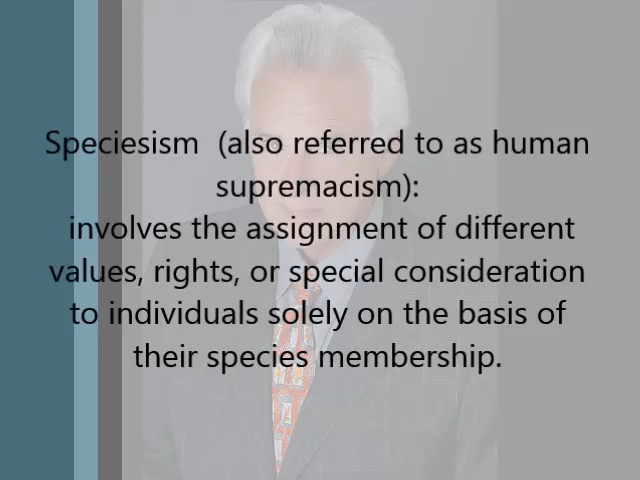 Speciesism (also referred to as human
supremacism):
involves the assignment of different
values, rights, or special consideration
to individuals solely on the basis of
their species membership.